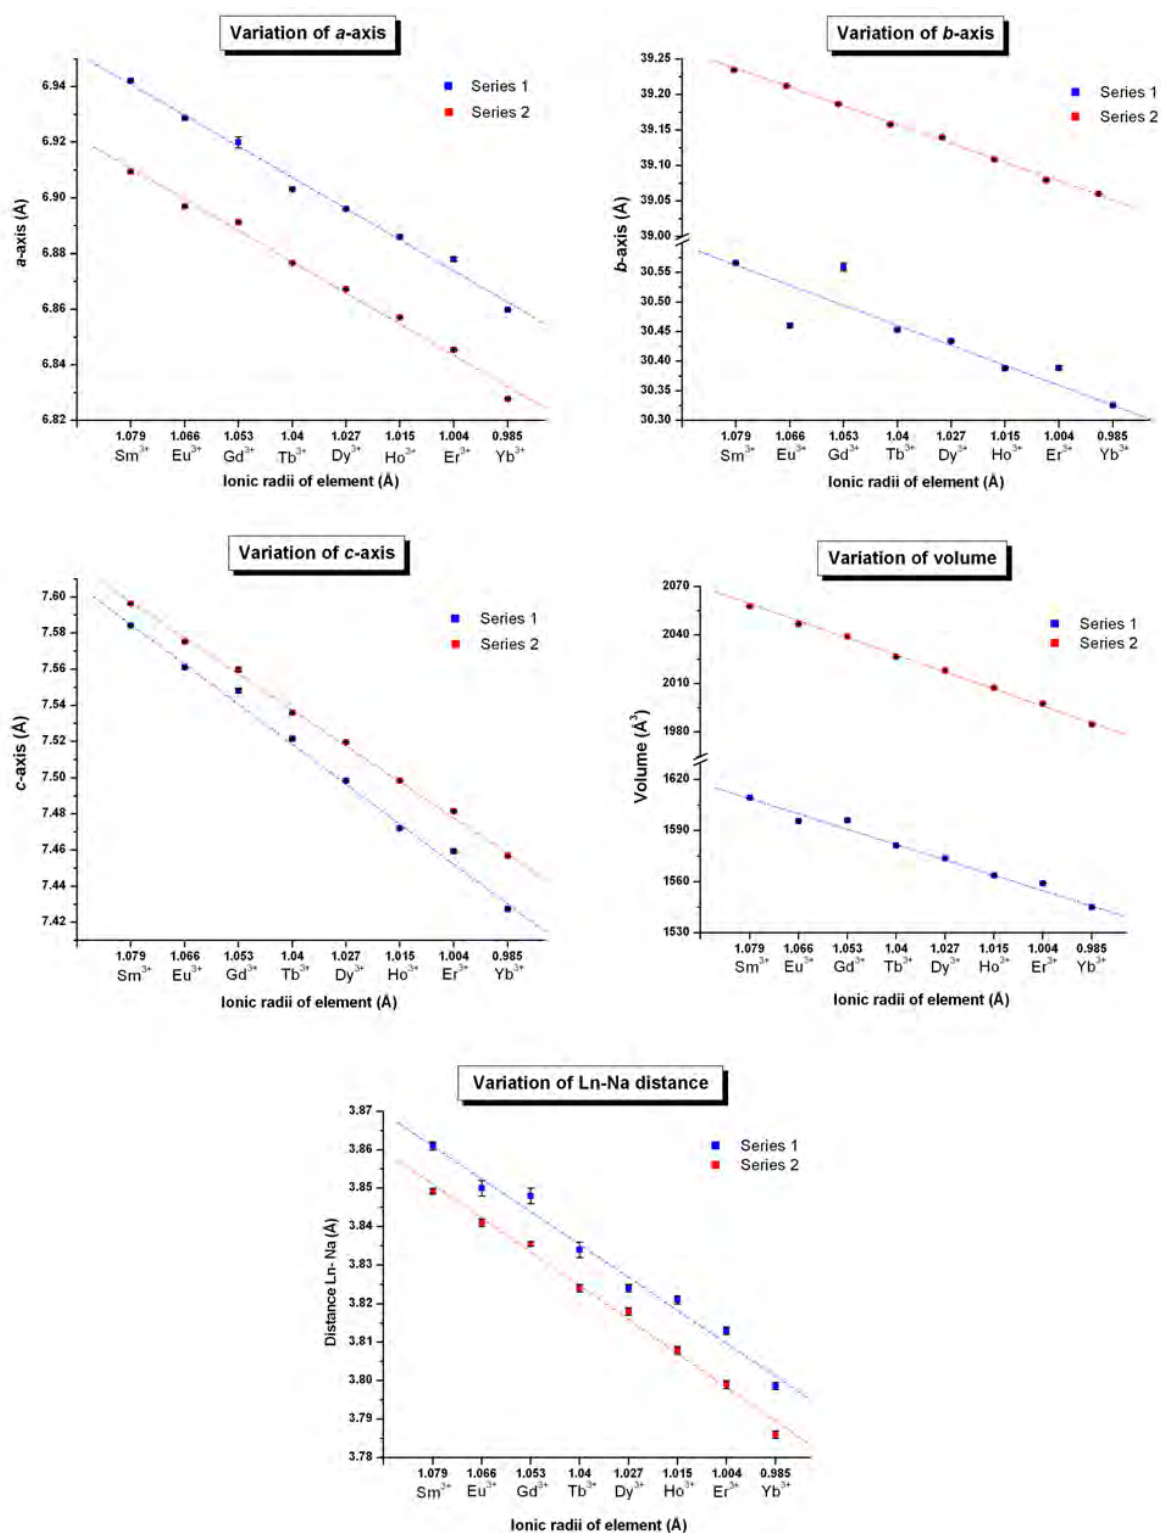 Variation of a-axis
6.94
6.92
6.90
6.88
6.86
6.84
6.82
a-axis (Å)
Series 1
Series 2
1.079 1.066 1.053 1.04 1.027 1.015 1.004 0.985
Sm³⁺ Eu³⁺ Gd³⁺ Tb³⁺ Dy³⁺ Ho³⁺ Er³⁺ Yb³⁺
Ionic radii of element (Å)
Variation of b-axis
39.25
39.20
39.15
39.10
39.05
39.00
30.55
30.50
30.45
30.40
30.35
30.30
b-axis (Å)
Series 1
Series 2
1.079 1.066 1.053 1.04 1.027 1.015 1.004 0.985
Sm³⁺ Eu³⁺ Gd³⁺ Tb³⁺ Dy³⁺ Ho³⁺ Er³⁺ Yb³⁺
Ionic radii of element (Å)
Variation of c-axis
7.60
7.58
7.56
7.54
7.52
7.50
7.48
7.46
7.44
7.42
c-axis (Å)
Series 1
Series 2
1.079 1.066 1.053 1.04 1.027 1.015 1.004 0.985
Sm³⁺ Eu³⁺ Gd³⁺ Tb³⁺ Dy³⁺ Ho³⁺ Er³⁺ Yb³⁺
Ionic radii of element (Å)
Variation of volume
2070
2040
2010
1980
1620
1590
1560
1530
Volume (Å³)
Series 1
Series 2
1.079 1.066 1.053 1.04 1.027 1.015 1.004 0.985
Sm³⁺ Eu³⁺ Gd³⁺ Tb³⁺ Dy³⁺ Ho³⁺ Er³⁺ Yb³⁺
Ionic radii of element (Å)
Variation of Ln-Na distance
3.87
3.86
3.85
3.84
3.83
3.82
3.81
3.80
3.79
3.78
Distance Ln- Na (Å)
Series 1
Series 2
1.079 1.066 1.053 1.04 1.027 1.015 1.004 0.985
Sm³⁺ Eu³⁺ Gd³⁺ Tb³⁺ Dy³⁺ Ho³⁺ Er³⁺ Yb³⁺
Ionic radii of element (Å)